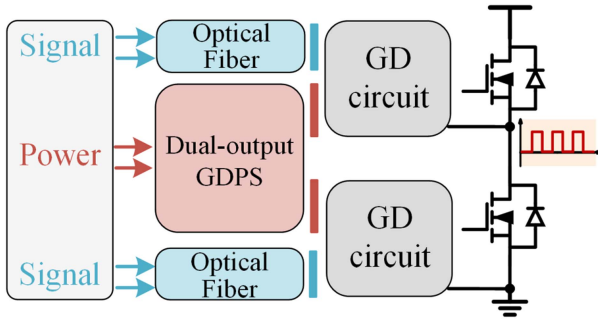 Signal
Optical
Fiber
GD
circuit
Power
Dual-output
GDPS
GD
circuit
Signal
Optical
Fiber